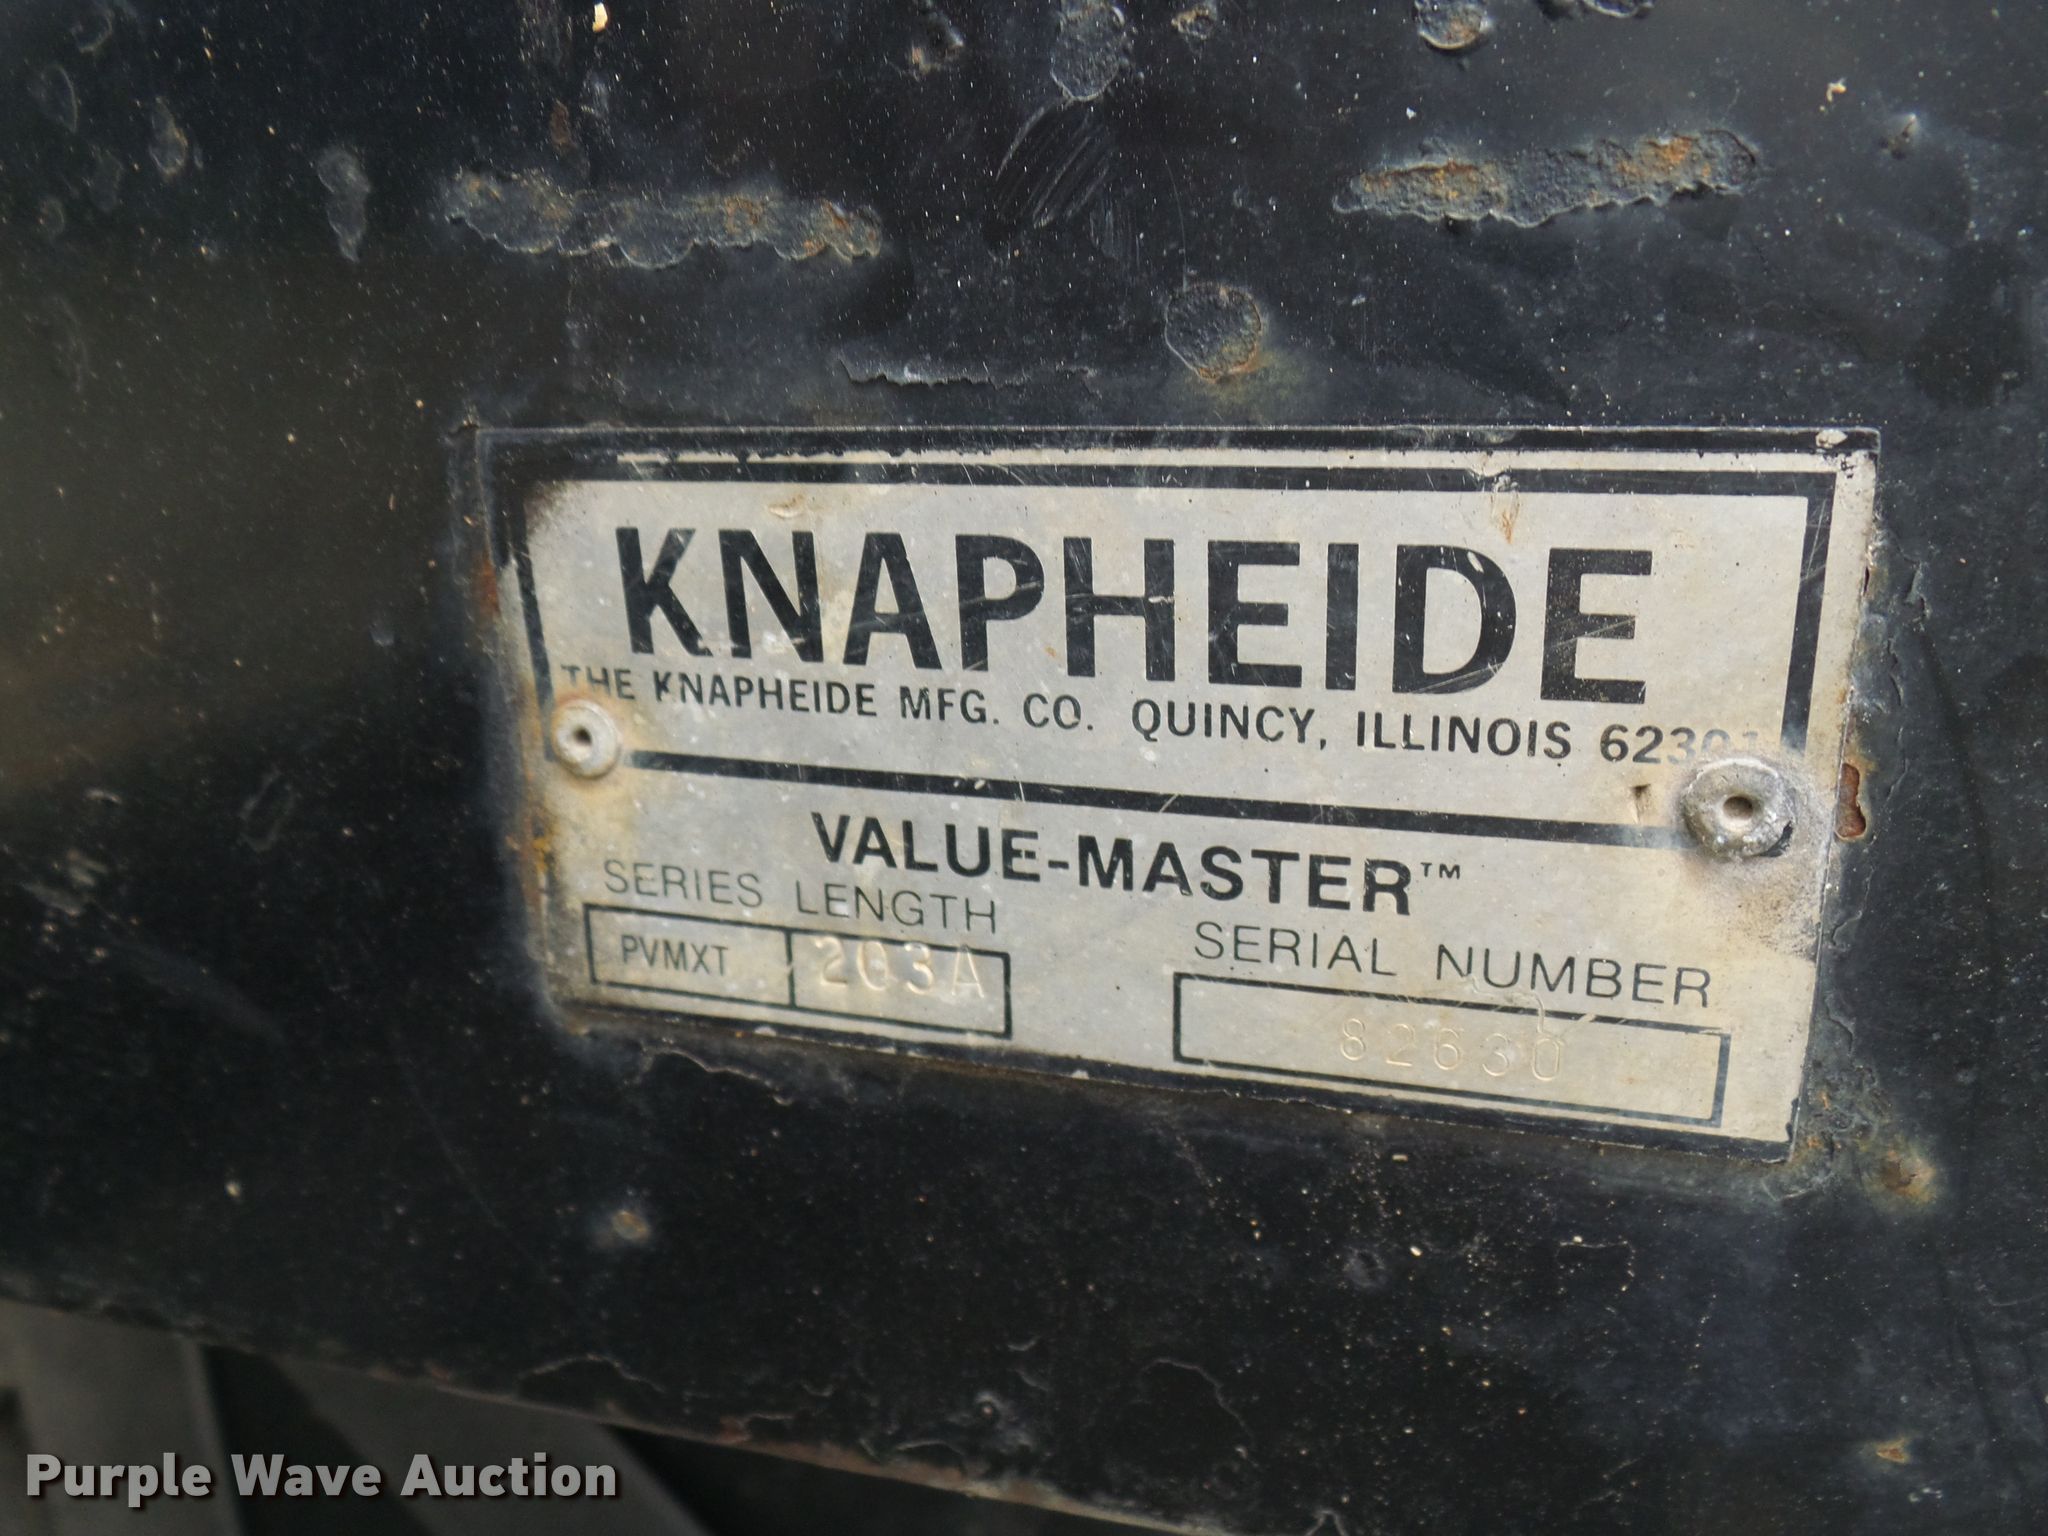 KNAPHEIDE
THE KNAPHEIDE MFG. CO. QUINCY, ILLINOIS 62301
VALUE-MASTER™
SERIES LENGTH
PVMXT 203A
SERIAL NUMBER
82630
Purple Wave Auction